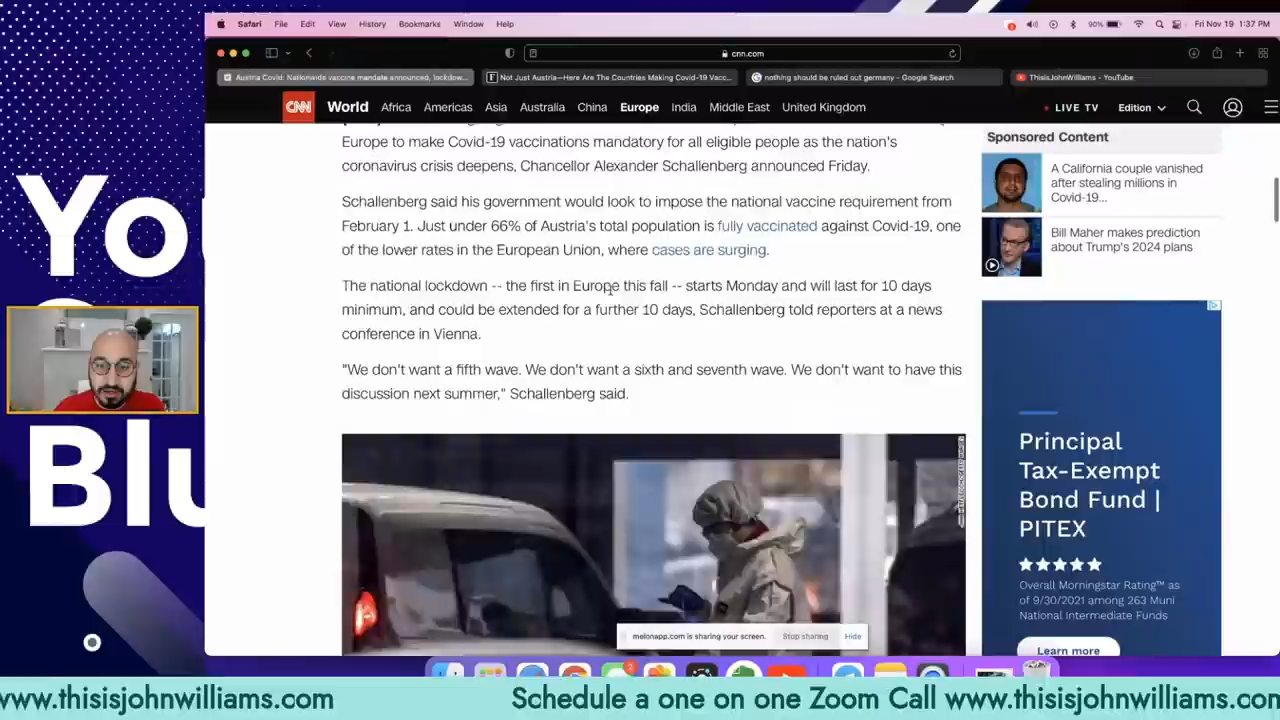 Safari File Edit View History Bookmarks Window Help 90% Fri Nov 19 1:37 PM
cnn.com
Austria Covid: Nationwide vaccine mandate announced, lockdow...
Not Just Austria—Here Are The Countries Making Covid-19 Vacc...
nothing should be ruled out germany - Google Search
ThisisJohnWilliams - YouTube
CNN World Africa Americas Asia Australia China Europe India Middle East United Kingdom LIVE TV Edition
Europe to make Covid-19 vaccinations mandatory for all eligible people as the nation's
coronavirus crisis deepens, Chancellor Alexander Schallenberg announced Friday.
Schallenberg said his government would look to impose the national vaccine requirement from
February 1. Just under 66% of Austria's total population is fully vaccinated against Covid-19, one
of the lower rates in the European Union, where cases are surging.
The national lockdown -- the first in Europe this fall -- starts Monday and will last for 10 days
minimum, and could be extended for a further 10 days, Schallenberg told reporters at a news
conference in Vienna.
"We don't want a fifth wave. We don't want a sixth and seventh wave. We don't want to have this
discussion next summer," Schallenberg said.
Sponsored Content
A California couple vanished
after stealing millions in
Covid-19...
Bill Maher makes prediction
about Trump's 2024 plans
Principal
Tax-Exempt
Bond Fund |
PITEX
Overall Morningstar Rating™ as
of 9/30/2021 among 263 Muni
National Intermediate Funds
Learn more
melonapp.com is sharing your screen. Stop sharing Hide
You
Blu
www.thisisjohnwilliams.com Schedule a one on one Zoom Call www.thisisjohnwilliams.com